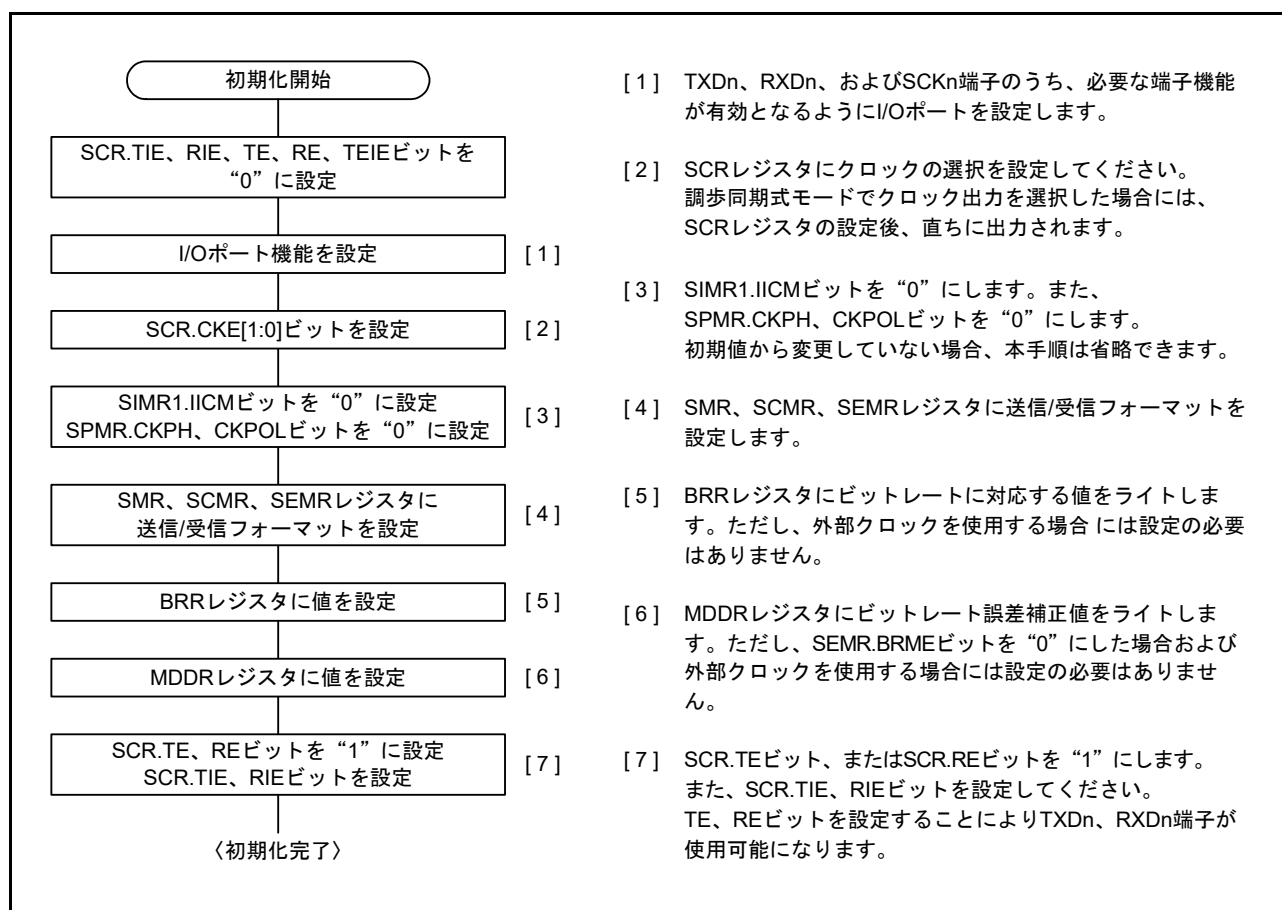 初期化開始
SCR.TIE、RIE、TE、RE、TEIEビットを
“0”に設定
I/Oポート機能を設定
[1]
SCR.CKE[1:0]ビットを設定
[2]
SIMR1.IICMビットを“0”に設定
SPMR.CKPH、CKPOLビットを“0”に設定
[3]
SMR、SCMR、SEMRレジスタに
送信/受信フォーマットを設定
[4]
BRRレジスタに値を設定
[5]
MDDRレジスタに値を設定
[6]
SCR.TE、REビットを“1”に設定
SCR.TIE、RIEビットを設定
[7]
〈初期化完了〉
[1] TXDn、RXDn、およびSCKn端子のうち、必要な端子機能
が有効となるようにI/Oポートを設定します。
[2] SCRレジスタにクロックの選択を設定してください。
調歩同期式モードでクロック出力を選択した場合には、
SCRレジスタの設定後、直ちに出力されます。
[3] SIMR1.IICMビットを“0”にします。また、
SPMR.CKPH、CKPOLビットを“0”にします。
初期値から変更していない場合、本手順は省略できます。
[4] SMR、SCMR、SEMRレジスタに送信/受信フォーマットを
設定します。
[5] BRRレジスタにビットレートに対応する値をライトしま
す。ただし、外部クロックを使用する場合 には設定の必要
はありません。
[6] MDDRレジスタにビットレート誤差補正値をライトしま
す。ただし、SEMR.BRMEビットを“0”にした場合および
外部クロックを使用する場合には設定の必要はありませ
ん。
[7] SCR.TEビット、またはSCR.REビットを“1”にします。
また、SCR.TIE、RIEビットを設定してください。
TE、REビットを設定することによりTXDn、RXDn端子が
使用可能になります。